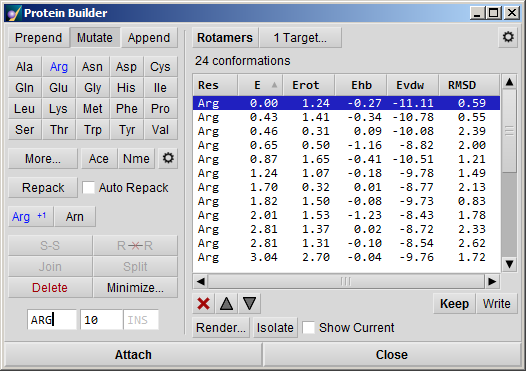 Protein Builder
Prepend Mutate Append
Ala Arg Asn Asp Cys
Gln Glu Gly His Ile
Leu Lys Met Phe Pro
Ser Thr Trp Tyr Val
More... Ace Nme
Repack Auto Repack
Arg +1 Arn
S-S R X R
Join Split
Delete Minimize...
ARG 10 INS
Rotamers 1 Target...
24 conformations
Res E Erot Ehb Evdw RMSD
Arg 0.00 1.24 -0.27 -11.11 0.59
Arg 0.43 1.41 -0.34 -10.78 0.55
Arg 0.46 0.31 0.09 -10.08 2.39
Arg 0.65 0.50 -1.16 -8.82 2.00
Arg 0.87 1.65 -0.41 -10.51 1.21
Arg 1.24 1.07 -0.18 -9.78 1.49
Arg 1.70 0.32 0.01 -8.77 2.13
Arg 1.82 1.50 -0.08 -9.73 0.83
Arg 2.01 1.53 -1.23 -8.43 1.78
Arg 2.81 1.37 0.02 -8.72 2.33
Arg 2.81 1.31 -0.10 -8.54 2.62
Arg 3.04 2.70 -0.04 -9.76 1.72
Keep Write
Render... Isolate Show Current
Attach Close